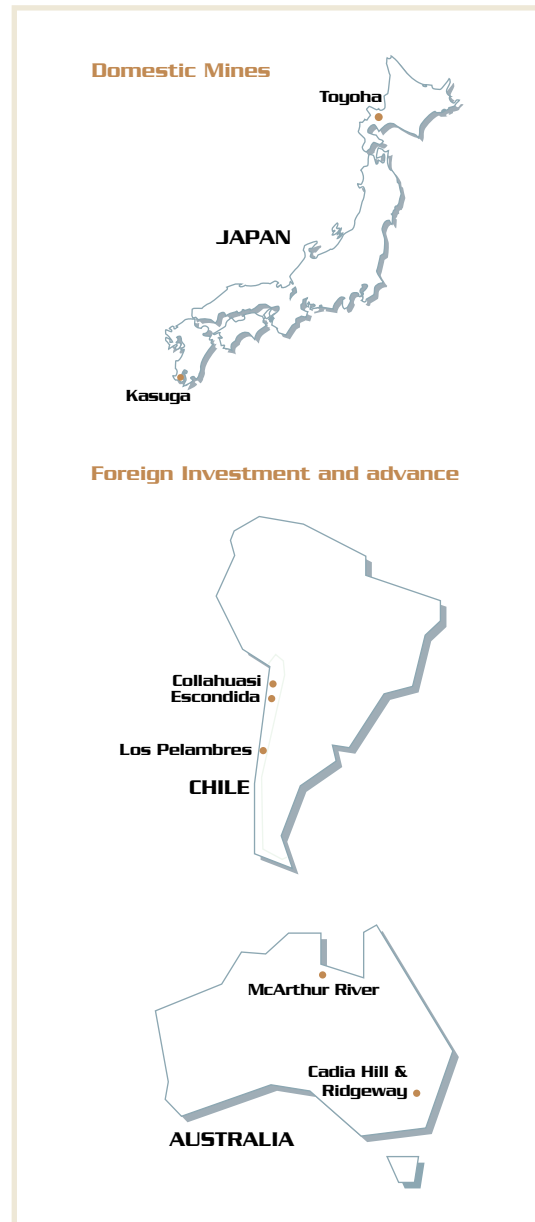 Domestic Mines
Toyoha
JAPAN
Kasuga
Foreign Investment and advance
Collahuasi
Escondida
Los Pelambres
CHILE
McArthur River
Cadia Hill &
Ridgeway
AUSTRALIA